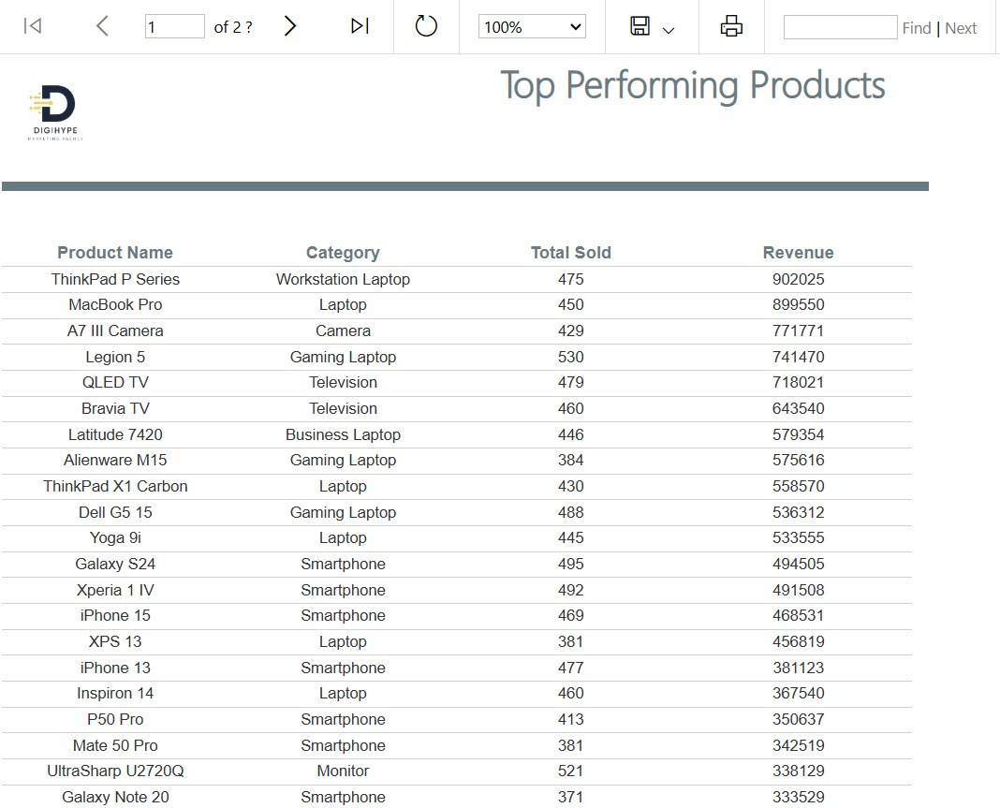 1 of 2 ? 100% Find | Next
Top Performing Products
D
DIGIHYPE
MARKETING AGENCY
Product Name Category Total Sold Revenue
ThinkPad P Series Workstation Laptop 475 902025
MacBook Pro Laptop 450 899550
A7 III Camera Camera 429 771771
Legion 5 Gaming Laptop 530 741470
QLED TV Television 479 718021
Bravia TV Television 460 643540
Latitude 7420 Business Laptop 446 579354
Alienware M15 Gaming Laptop 384 575616
ThinkPad X1 Carbon Laptop 430 558570
Dell G5 15 Gaming Laptop 488 536312
Yoga 9i Laptop 445 533555
Galaxy S24 Smartphone 495 494505
Xperia 1 IV Smartphone 492 491508
iPhone 15 Smartphone 469 468531
XPS 13 Laptop 381 456819
iPhone 13 Smartphone 477 381123
Inspiron 14 Laptop 460 367540
P50 Pro Smartphone 413 350637
Mate 50 Pro Smartphone 381 342519
UltraSharp U2720Q Monitor 521 338129
Galaxy Note 20 Smartphone 371 333529